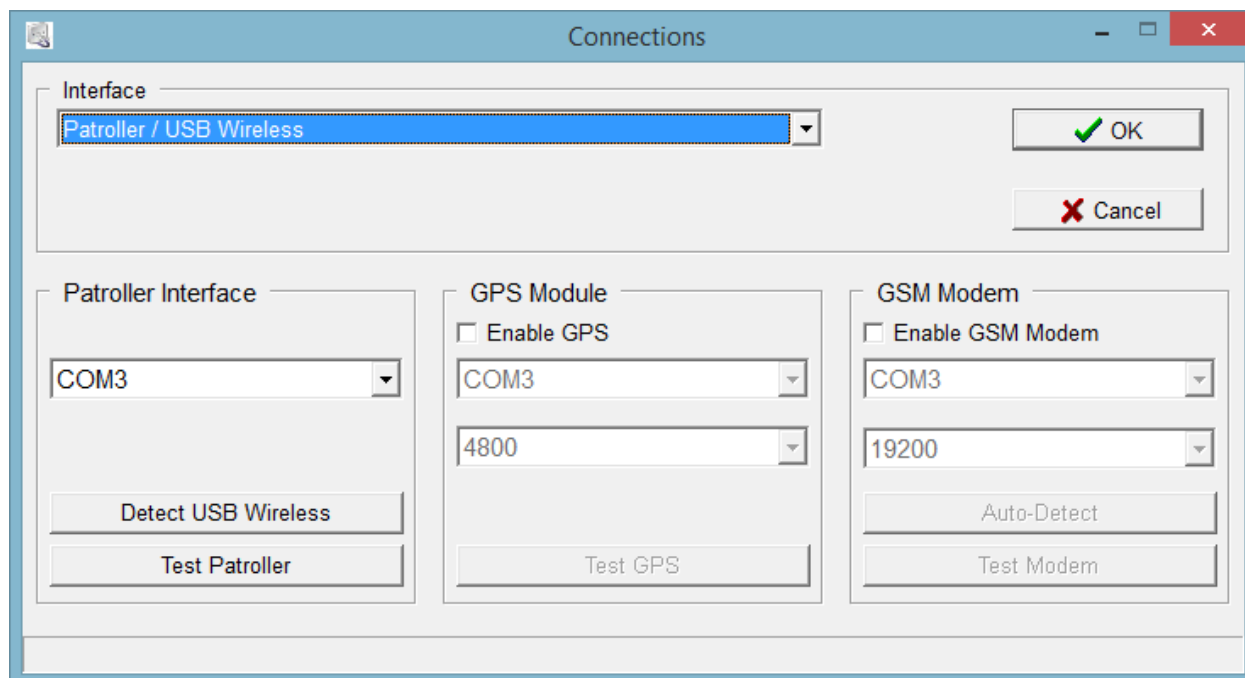 Connections
Interface
Patroller / USB Wireless
OK
Cancel
Patroller Interface
COM3
Detect USB Wireless
Test Patroller
GPS Module
Enable GPS
COM3
4800
Test GPS
GSM Modem
Enable GSM Modem
COM3
19200
Auto-Detect
Test Modem